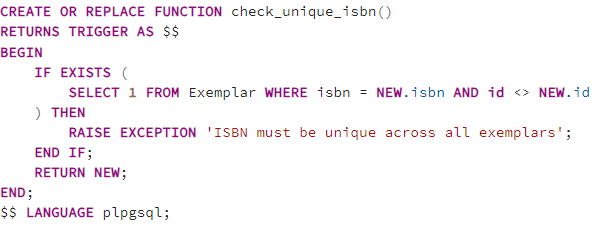 CREATE OR REPLACE FUNCTION check_unique_isbn()
RETURNS TRIGGER AS $$
BEGIN
    IF EXISTS (
        SELECT 1 FROM Exemplar WHERE isbn = NEW.isbn AND id <> NEW.id
    ) THEN
        RAISE EXCEPTION 'ISBN must be unique across all exemplars';
    END IF;
    RETURN NEW;
END;
$$ LANGUAGE plpgsql;